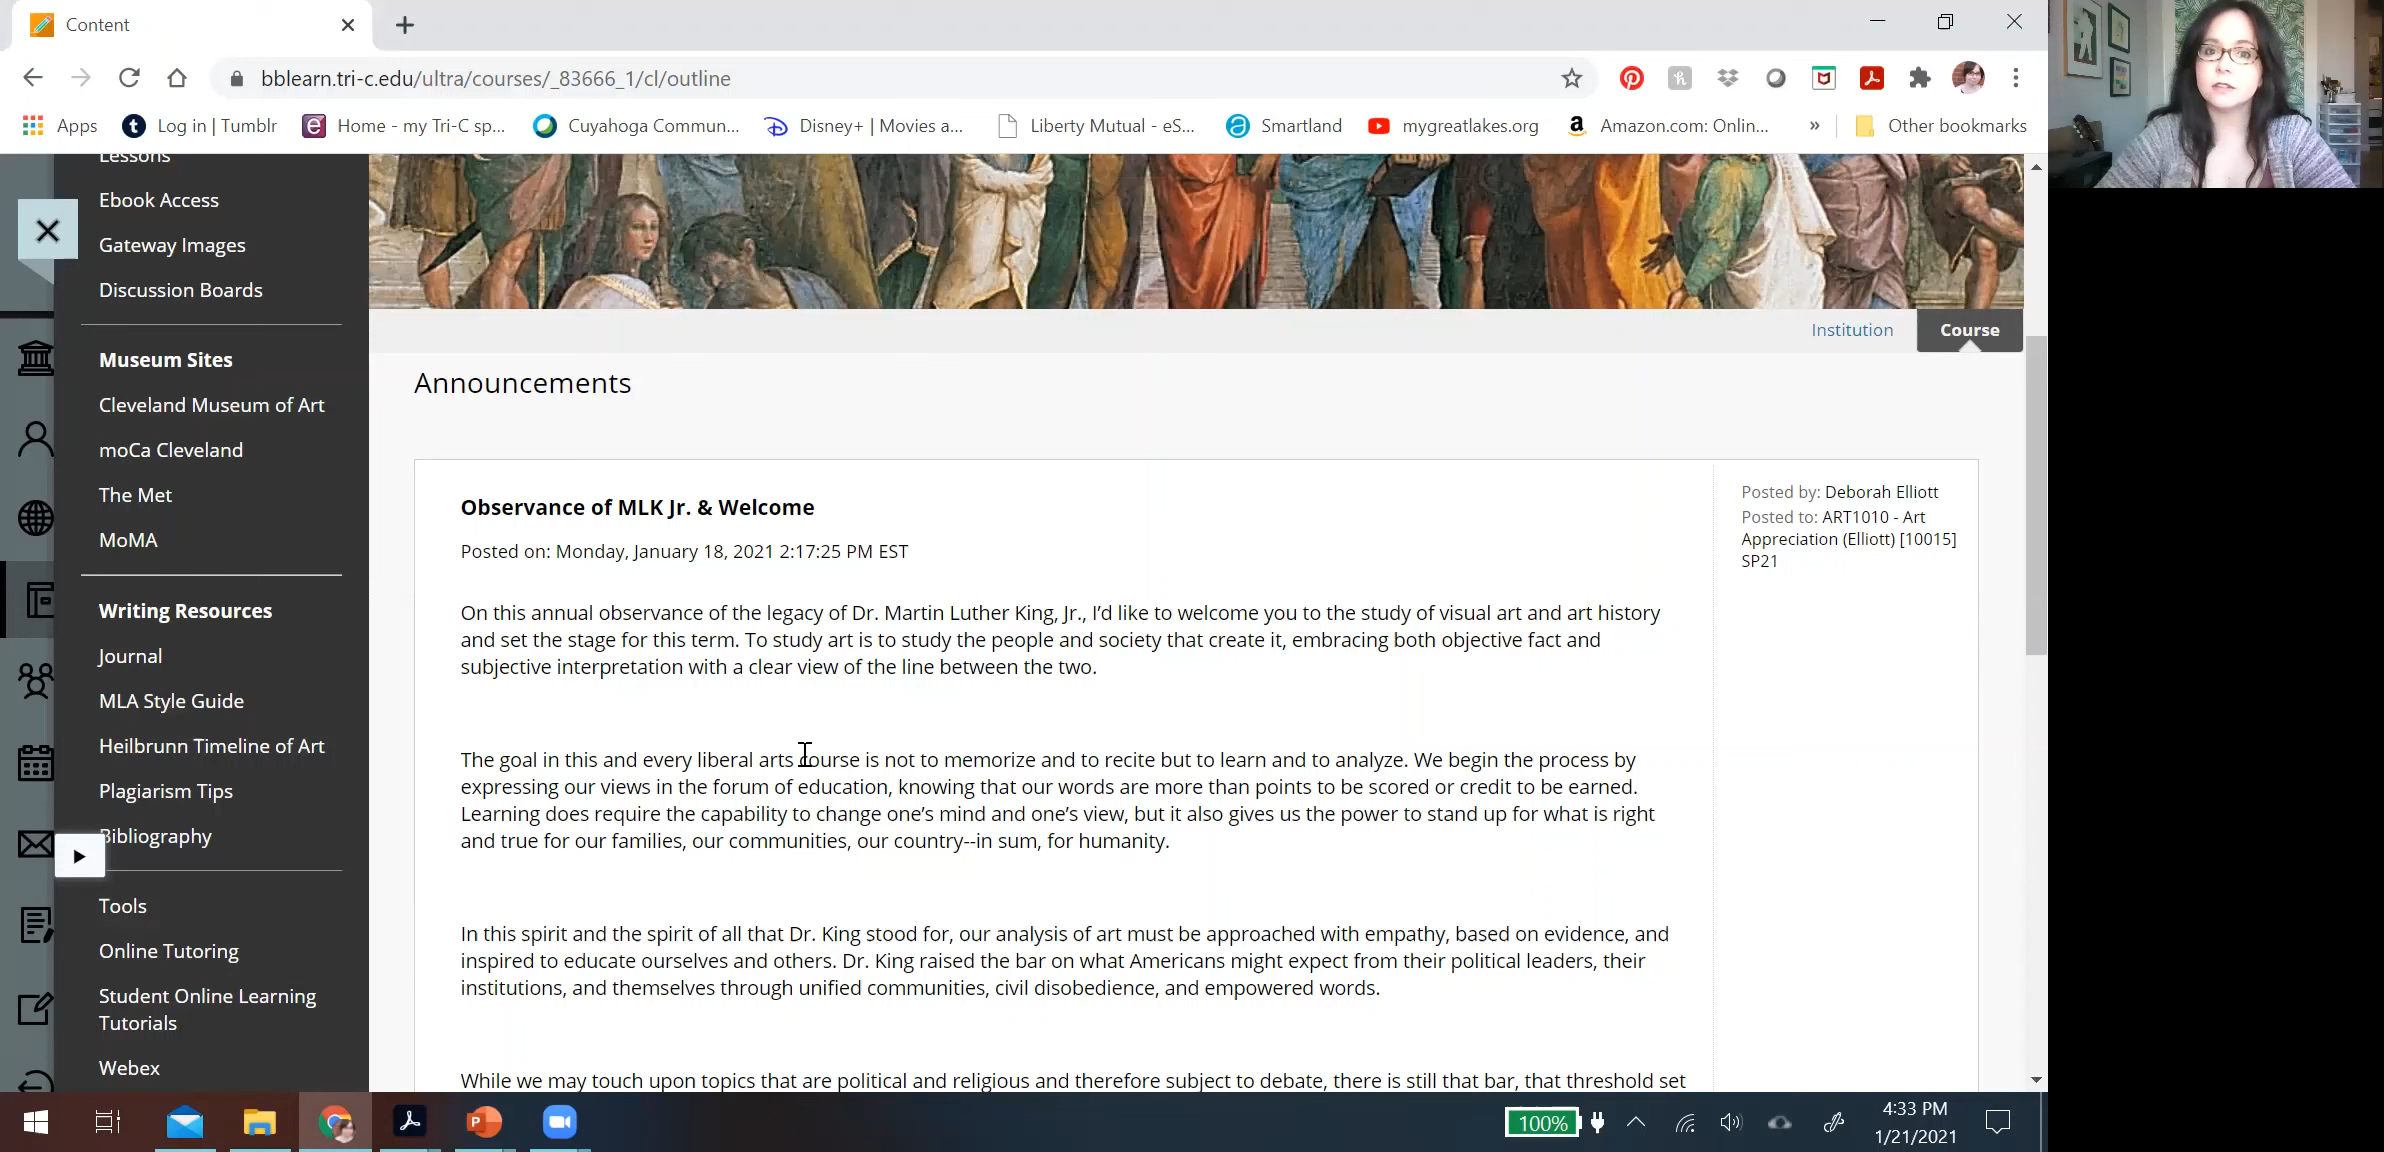 Content
bblearn.tri-c.edu/ultra/courses/_83666_1/cl/outline
Apps
Log in | Tumblr
Home - my Tri-C sp...
Cuyahoga Commun...
Disney+ | Movies a...
Liberty Mutual - eS...
Smartland
mygreatlakes.org
Amazon.com: Onlin...
»
Other bookmarks
Lessons
Ebook Access
Gateway Images
Discussion Boards
Museum Sites
Cleveland Museum of Art
moCa Cleveland
The Met
MoMA
Writing Resources
Journal
MLA Style Guide
Heilbrunn Timeline of Art
Plagiarism Tips
Bibliography
Tools
Online Tutoring
Student Online Learning
Tutorials
Webex
Institution
Course
Announcements
Observance of MLK Jr. & Welcome
Posted on: Monday, January 18, 2021 2:17:25 PM EST
On this annual observance of the legacy of Dr. Martin Luther King, Jr., I'd like to welcome you to the study of visual art and art history
and set the stage for this term. To study art is to study the people and society that create it, embracing both objective fact and
subjective interpretation with a clear view of the line between the two.
The goal in this and every liberal arts course is not to memorize and to recite but to learn and to analyze. We begin the process by
expressing our views in the forum of education, knowing that our words are more than points to be scored or credit to be earned.
Learning does require the capability to change one's mind and one's view, but it also gives us the power to stand up for what is right
and true for our families, our communities, our country--in sum, for humanity.
In this spirit and the spirit of all that Dr. King stood for, our analysis of art must be approached with empathy, based on evidence, and
inspired to educate ourselves and others. Dr. King raised the bar on what Americans might expect from their political leaders, their
institutions, and themselves through unified communities, civil disobedience, and empowered words.
While we may touch upon topics that are political and religious and therefore subject to debate, there is still that bar, that threshold set
Posted by: Deborah Elliott
Posted to: ART1010 - Art
Appreciation (Elliott) [10015]
SP21
100%
4:33 PM
1/21/2021